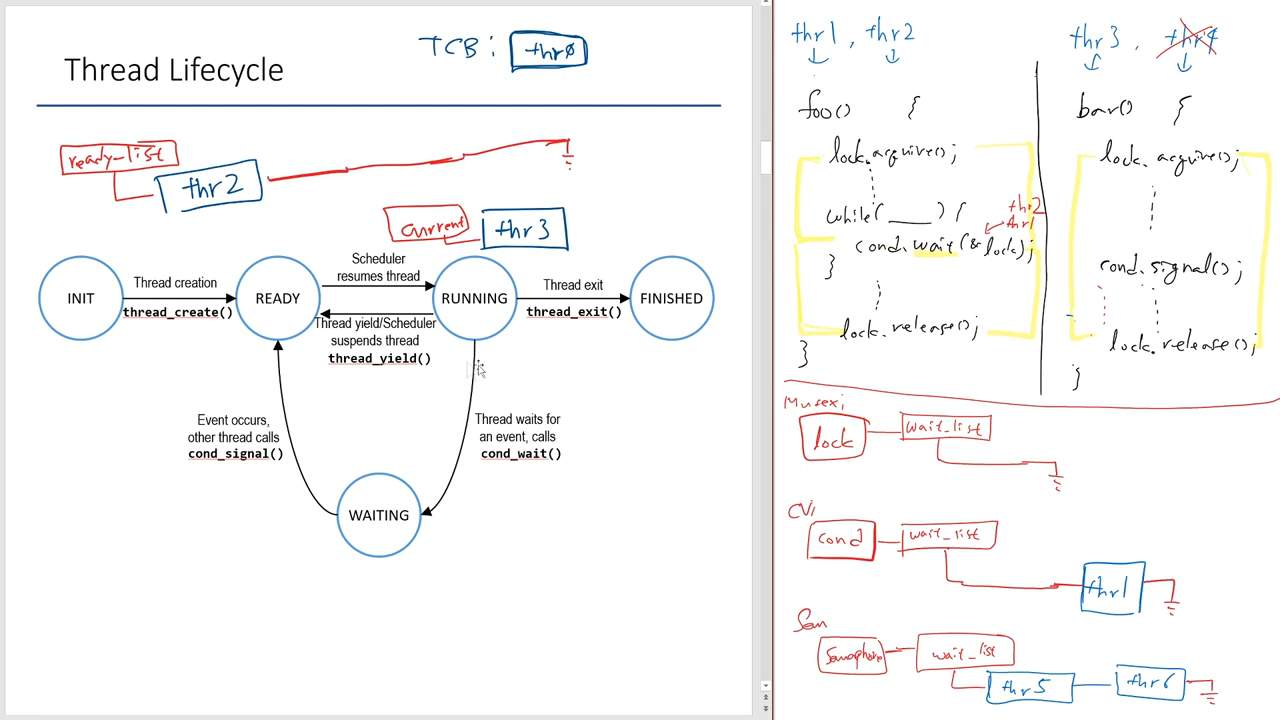 TCB: thr0
Thread Lifecycle
ready-list
thr2
current
thr3
INIT
Thread creation
thread_create()
READY
Scheduler
resumes thread
Thread yield/Scheduler
suspends thread
thread_yield()
RUNNING
Thread exit
thread_exit()
FINISHED
Event occurs,
other thread calls
cond_signal()
Thread waits for
an event, calls
cond_wait()
WAITING
thr1, thr2
foo() {
lock.acquire();
while(____) {
thr2
thr1
cond.wait(&lock);
}
lock.release();
}
thr3, thr4
bar() {
lock.acquire();
cond.signal();
lock.release();
}
Mutex:
lock
wait_list
CV:
cond
wait_list
thr1
Sem
Semaphore
wait_list
thr5
thr6